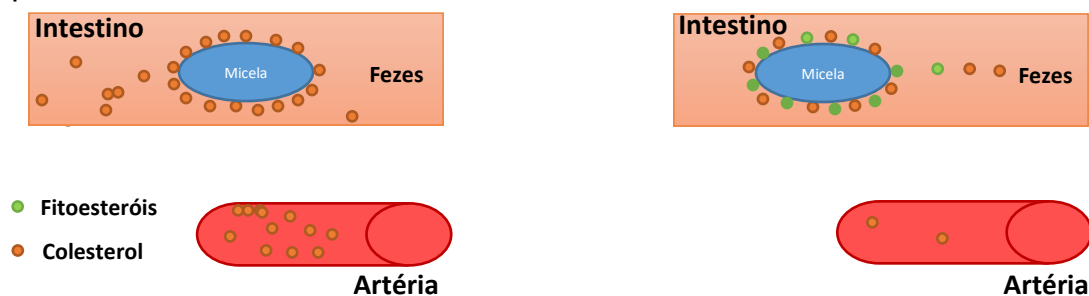 Intestino
Micela
Fezes
Intestino
Micela
Fezes
Fitoesteróis
Colesterol
Artéria
Artéria